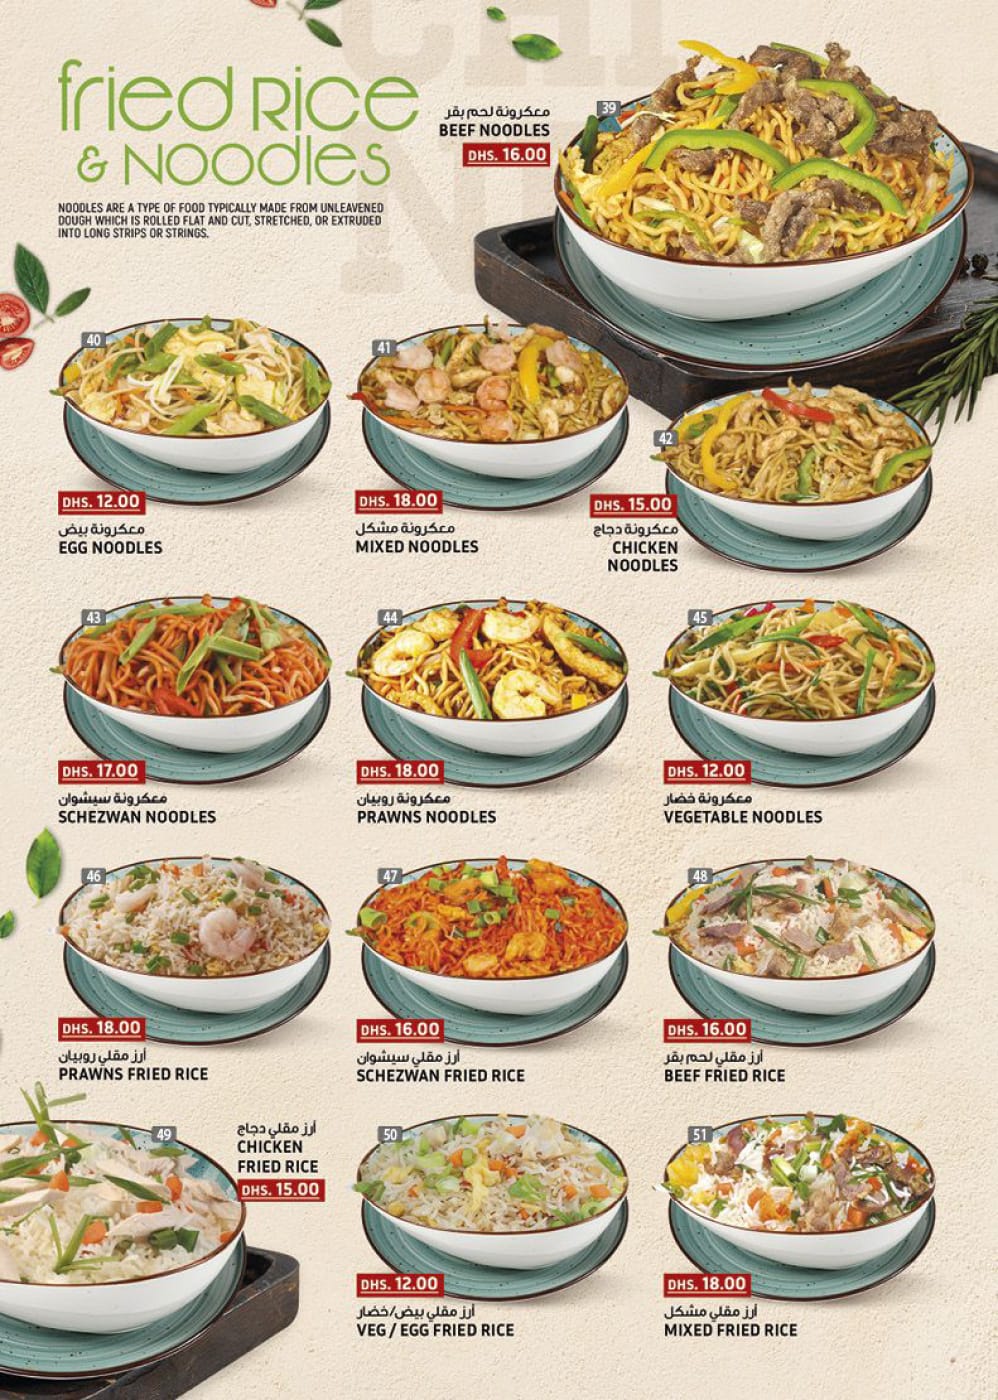 fried Rice
& Noodles
NOODLES ARE A TYPE OF FOOD TYPICALLY MADE FROM UNLEAVENED
DOUGH WHICH IS ROLLED FLAT AND CUT, STRETCHED, OR EXTRUDED
INTO LONG STRIPS OR STRINGS.
39
معكرونة لحم بقر
BEEF NOODLES
DHS. 16.00
40
DHS. 12.00
معكرونة بيض
EGG NOODLES
41
DHS. 18.00
معكرونة مشكل
MIXED NOODLES
42
DHS. 15.00
معكرونة دجاج
CHICKEN
NOODLES
43
DHS. 17.00
معكرونة سيشوان
SCHEZWAN NOODLES
44
DHS. 18.00
معكرونة روبيان
PRAWNS NOODLES
45
DHS. 12.00
معكرونة خضار
VEGETABLE NOODLES
46
DHS. 18.00
أرز مقلي روبيان
PRAWNS FRIED RICE
47
DHS. 16.00
أرز مقلي سيشوان
SCHEZWAN FRIED RICE
48
DHS. 16.00
أرز مقلي لحم بقر
BEEF FRIED RICE
49
أرز مقلي دجاج
CHICKEN
FRIED RICE
DHS. 15.00
50
DHS. 12.00
أرز مقلي بيض/خضار
VEG / EGG FRIED RICE
51
DHS. 18.00
أرز مقلي مشكل
MIXED FRIED RICE